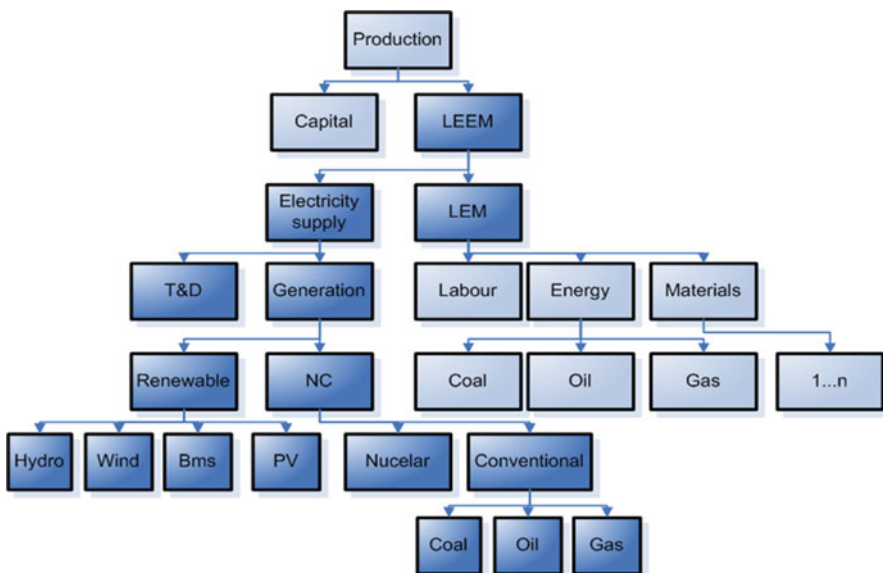 Production
Capital
LEEM
Electricity
supply
LEM
T&D
Generation
Labour
Energy
Materials
Renewable
NC
Coal
Oil
Gas
1...n
Hydro
Wind
Bms
PV
Nucelar
Conventional
Coal
Oil
Gas